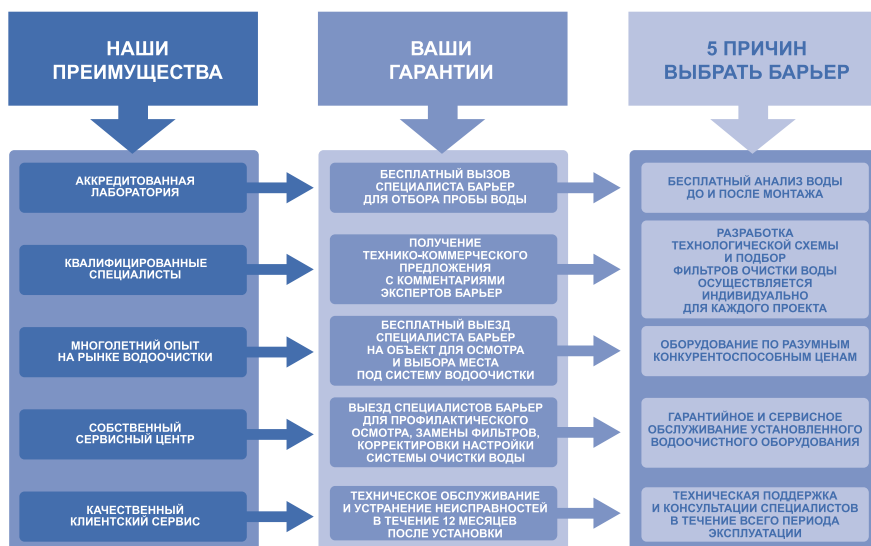 НАШИ
ПРЕИМУЩЕСТВА
ВАШИ
ГАРАНТИИ
5 ПРИЧИН
ВЫБРАТЬ БАРЬЕР
АККРЕДИТОВАННАЯ
ЛАБОРАТОРИЯ
БЕСПЛАТНЫЙ ВЫЗОВ
СПЕЦИАЛИСТА БАРЬЕР
ДЛЯ ОТБОРА ПРОБЫ ВОДЫ
БЕСПЛАТНЫЙ АНАЛИЗ ВОДЫ
ДО И ПОСЛЕ МОНТАЖА
КВАЛИФИЦИРОВАННЫЕ
СПЕЦИАЛИСТЫ
ПОЛУЧЕНИЕ
ТЕХНИКО-КОММЕРЧЕСКОГО
ПРЕДЛОЖЕНИЯ
С КОММЕНТАРИЯМИ
ЭКСПЕРТОВ БАРЬЕР
РАЗРАБОТКА
ТЕХНОЛОГИЧЕСКОЙ СХЕМЫ
И ПОДБОР
ФИЛЬТРОВ ОЧИСТКИ ВОДЫ
ОСУЩЕСТВЛЯЕТСЯ
ИНДИВИДУАЛЬНО
ДЛЯ КАЖДОГО ПРОЕКТА
МНОГОЛЕТНИЙ ОПЫТ
НА РЫНКЕ ВОДООЧИСТКИ
БЕСПЛАТНЫЙ ВЫЕЗД
СПЕЦИАЛИСТА БАРЬЕР
НА ОБЪЕКТ ДЛЯ ОСМОТРА
И ВЫБОРА МЕСТА
ПОД СИСТЕМУ ВОДООЧИСТКИ
ОБОРУДОВАНИЕ ПО РАЗУМНЫМ
КОНКУРЕНТОСПОСОБНЫМ ЦЕНАМ
СОБСТВЕННЫЙ
СЕРВИСНЫЙ ЦЕНТР
ВЫЕЗД СПЕЦИАЛИСТОВ БАРЬЕР
ДЛЯ ПРОФИЛАКТИЧЕСКОГО
ОСМОТРА, ЗАМЕНЫ ФИЛЬТРОВ,
КОРРЕКТИРОВКИ НАСТРОЙКИ
СИСТЕМЫ ОЧИСТКИ ВОДЫ
ГАРАНТИЙНОЕ И СЕРВИСНОЕ
ОБСЛУЖИВАНИЕ УСТАНОВЛЕННОГО
ВОДООЧИСТНОГО ОБОРУДОВАНИЯ
КАЧЕСТВЕННЫЙ
КЛИЕНТСКИЙ СЕРВИС
ТЕХНИЧЕСКОЕ ОБСЛУЖИВАНИЕ
И УСТРАНЕНИЕ НЕИСПРАВНОСТЕЙ
В ТЕЧЕНИЕ 12 МЕСЯЦЕВ
ПОСЛЕ УСТАНОВКИ
ТЕХНИЧЕСКАЯ ПОДДЕРЖКА
И КОНСУЛЬТАЦИИ СПЕЦИАЛИСТОВ
В ТЕЧЕНИЕ ВСЕГО ПЕРИОДА
ЭКСПЛУАТАЦИИ